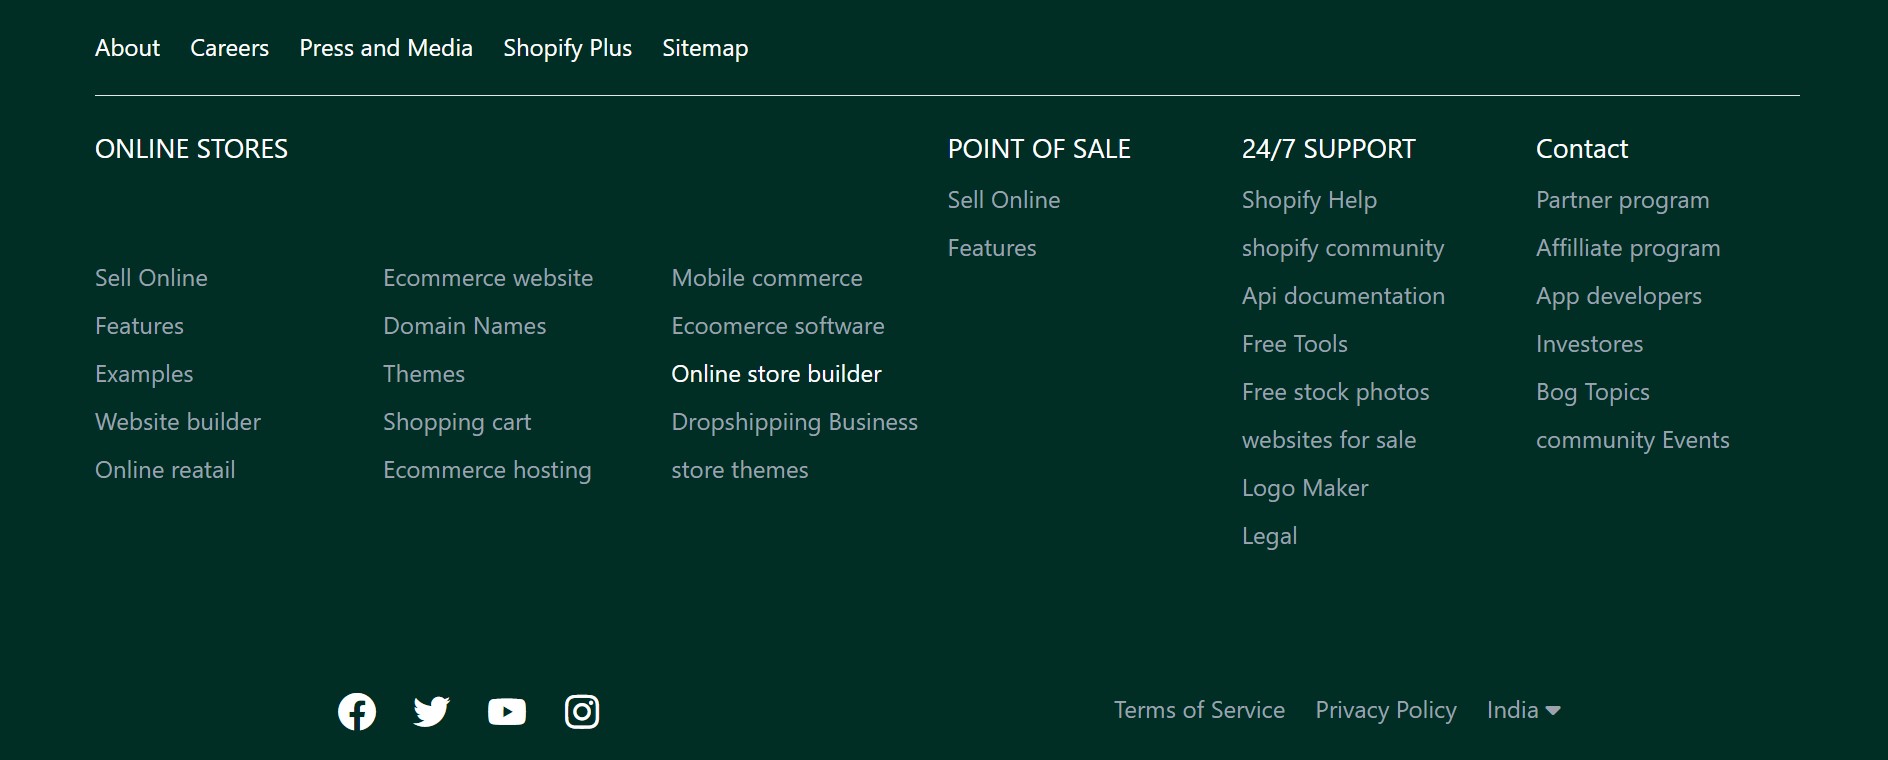 About Careers Press and Media Shopify Plus Sitemap
ONLINE STORES
Sell Online
Features
Examples
Website builder
Online reatail
Ecommerce website
Domain Names
Themes
Shopping cart
Ecommerce hosting
Mobile commerce
Ecoomerce software
Online store builder
Dropshippiing Business
store themes
POINT OF SALE
Sell Online
Features
24/7 SUPPORT
Shopify Help
shopify community
Api documentation
Free Tools
Free stock photos
websites for sale
Logo Maker
Legal
Contact
Partner program
Affilliate program
App developers
Investores
Bog Topics
community Events
Terms of Service Privacy Policy India